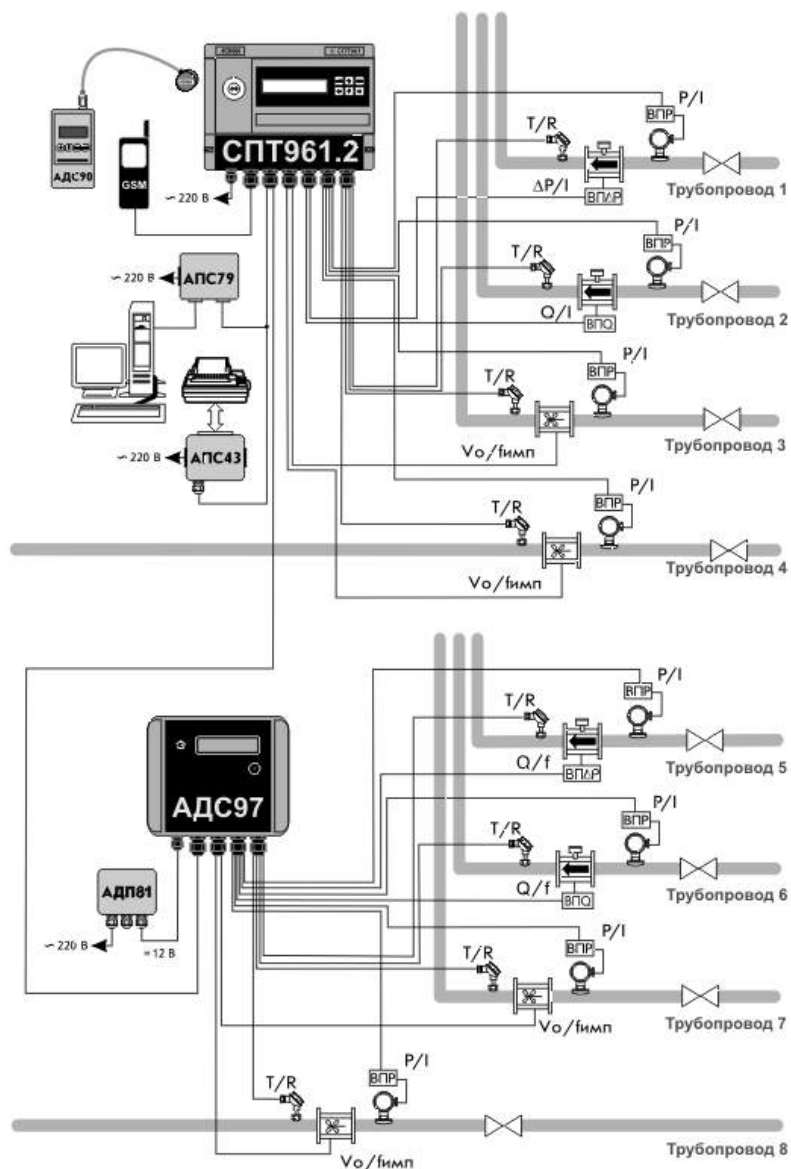 СПТ961.2
АДС90
GSM
~ 220 В
АПС79
~ 220 В
АПС43
~ 220 В
T/R
P/I
ВПР
ΔP/I
ВПΔР
Трубопровод 1
T/R
P/I
ВПР
Q/I
ВПQ
Трубопровод 2
T/R
P/I
ВПР
Vo/fимп
Трубопровод 3
T/R
P/I
ВПР
Vo/fимп
Трубопровод 4
АДС97
АДП81
~ 220 В
=12 В
T/R
P/I
ВПР
Q/f
ВПΔР
Трубопровод 5
T/R
P/I
ВПР
Q/f
ВПQ
Трубопровод 6
T/R
P/I
ВПР
Vo/fимп
Трубопровод 7
T/R
P/I
ВПР
Vo/fимп
Трубопровод 8